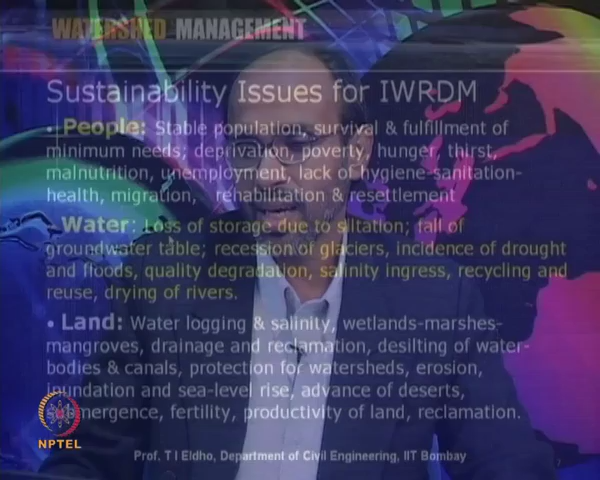 WATERSHED MANAGEMENT
Sustainability Issues for IWRDM
• People: Stable population, survival & fulfillment of
minimum needs, deprivation, poverty, hunger, thirst,
malnutrition, unemployment, lack of hygiene-sanitation-
health, migration, rehabilitation & resettlement
• Water: Loss of storage due to siltation; fall of
groundwater table; recession of glaciers, incidence of drought
and floods, quality degradation, salinity ingress, recycling and
reuse, drying of rivers.
• Land: Water logging & salinity, wetlands-marshes-
mangroves, drainage and reclamation, desilting of water-
bodies & canals, protection for watersheds, erosion,
inundation and sea-level rise, advance of deserts,
submergence, fertility, productivity of land, reclamation.
NPTEL
Prof. T I Eldho, Department of Civil Engineering, IIT Bombay
7